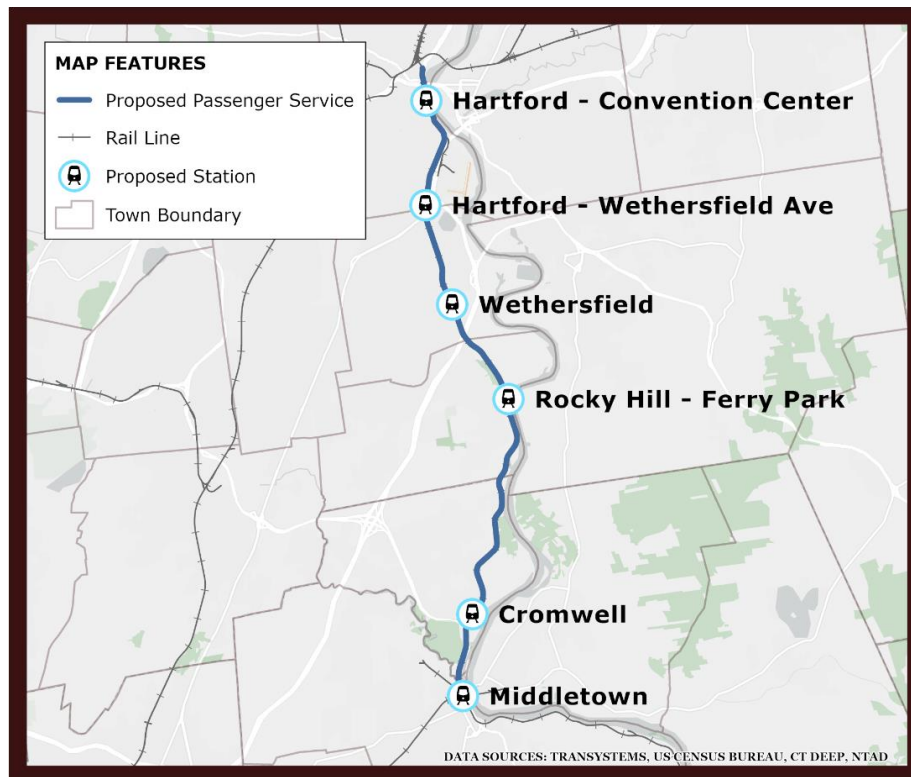 MAP FEATURES
Proposed Passenger Service
Rail Line
Proposed Station
Town Boundary
Hartford - Convention Center
Hartford - Wethersfield Ave
Wethersfield
Rocky Hill - Ferry Park
Cromwell
Middletown
DATA SOURCES: TRANSYSTEMS, US CENSUS BUREAU, CT DEEP, NTAD